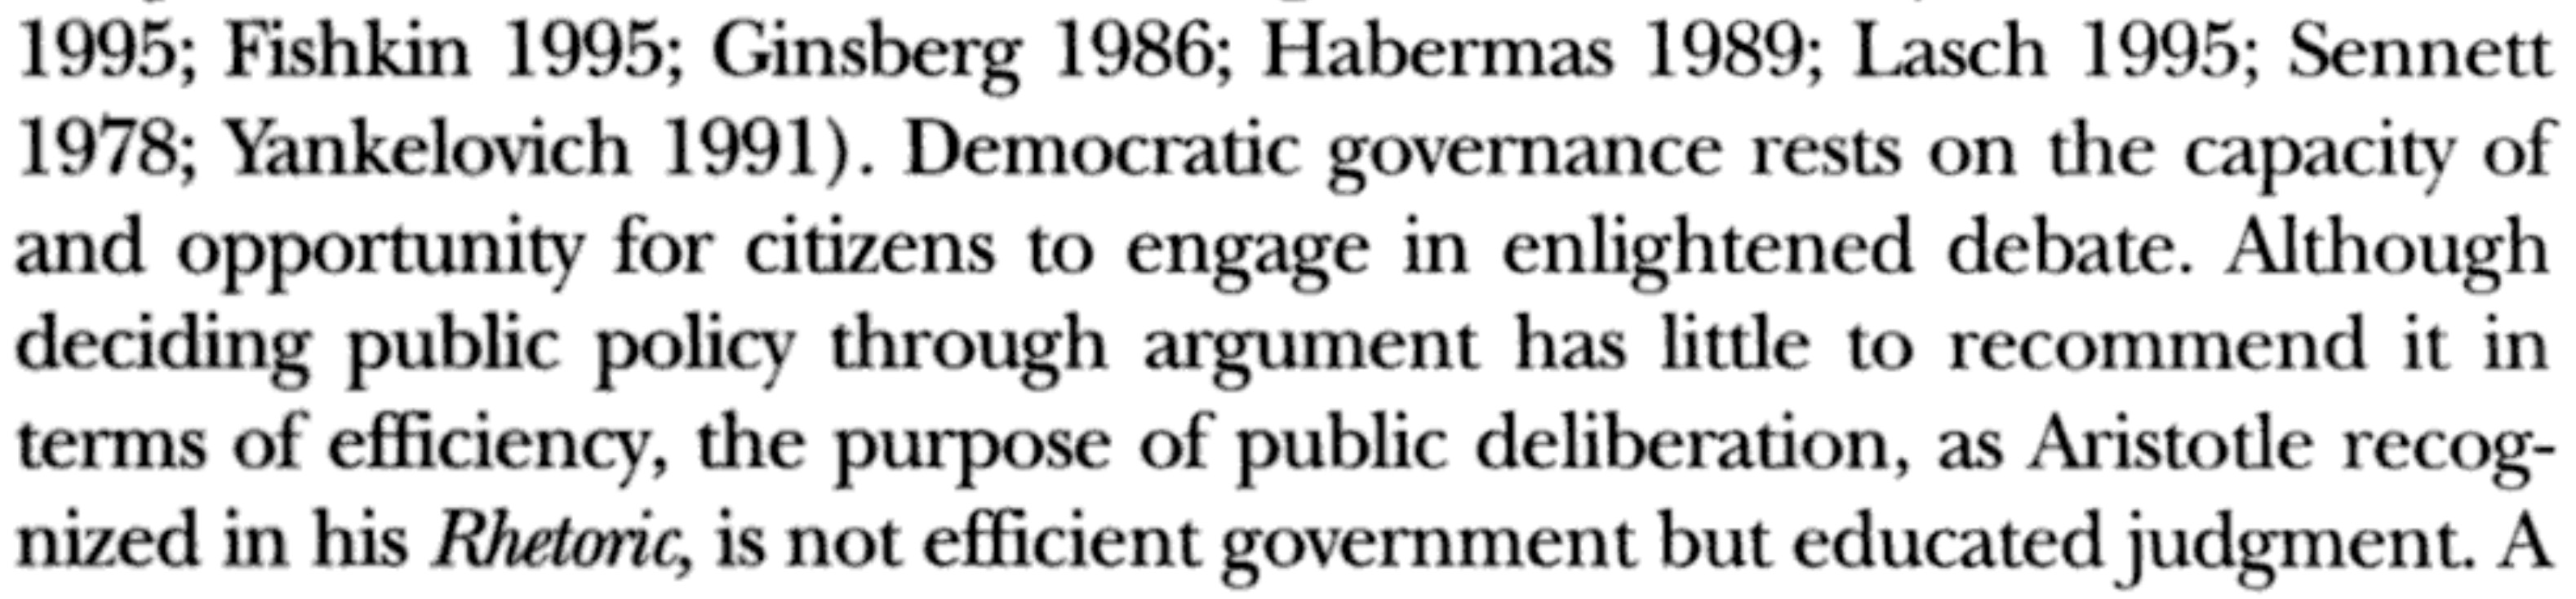 1995; Fishkin 1995; Ginsberg 1986; Habermas 1989; Lasch 1995; Sennett
1978; Yankelovich 1991). Democratic governance rests on the capacity of
and opportunity for citizens to engage in enlightened debate. Although
deciding public policy through argument has little to recommend it in
terms of efficiency, the purpose of public deliberation, as Aristotle recog-
nized in his Rhetoric, is not efficient government but educated judgment. A